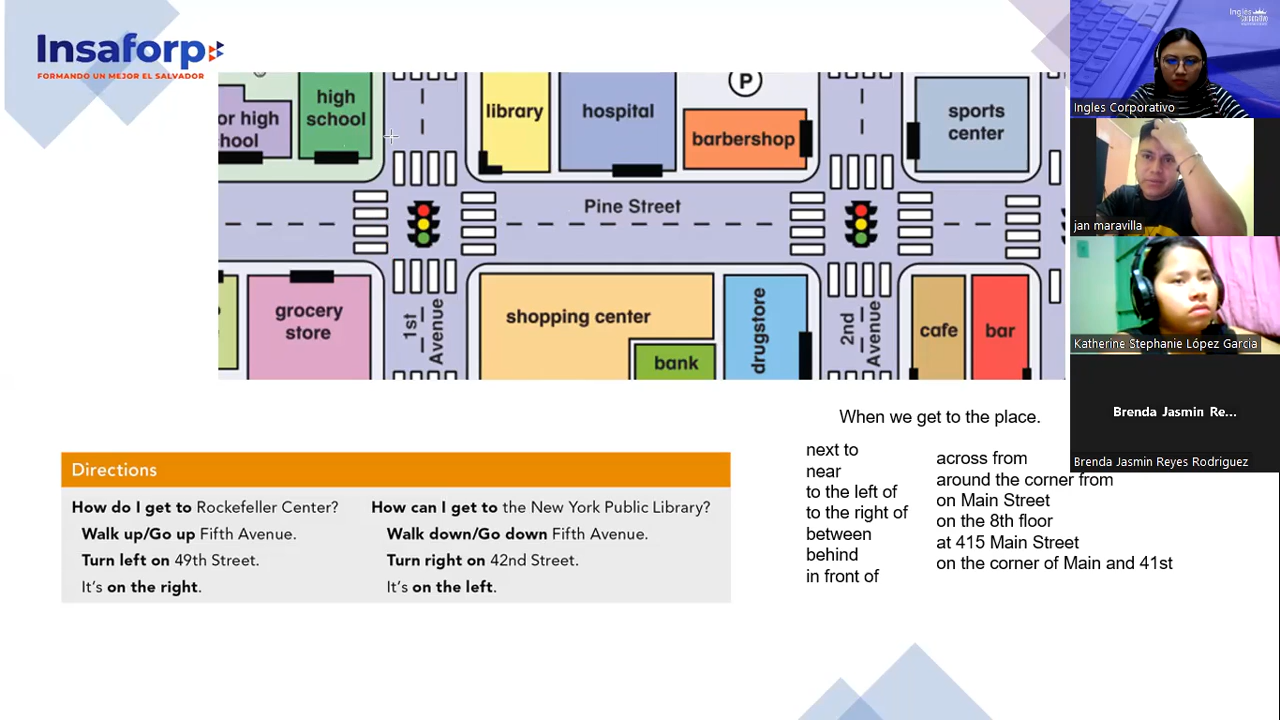 Insaforp
FORMANDO UN MEJOR EL SALVADOR
or high
hool
high
school
library
hospital
P
barbershop
sports
center
Pine Street
grocery
store
1st
Avenue
shopping center
bank
drugstore
2nd
Avenue
cafe
bar
Directions
How do I get to Rockefeller Center?
Walk up/Go up Fifth Avenue.
Turn left on 49th Street.
It's on the right.
How can I get to the New York Public Library?
Walk down/Go down Fifth Avenue.
Turn right on 42nd Street.
It's on the left.
When we get to the place.
next to
near
to the left of
to the right of
between
behind
in front of
across from
around the corner from
on Main Street
on the 8th floor
at 415 Main Street
on the corner of Main and 41st
Inglés
Ingles Corporativo
jan maravilla
Katherine Stephanie López Garcia
Brenda Jasmin Re...
Brenda Jasmin Reyes Rodriguez